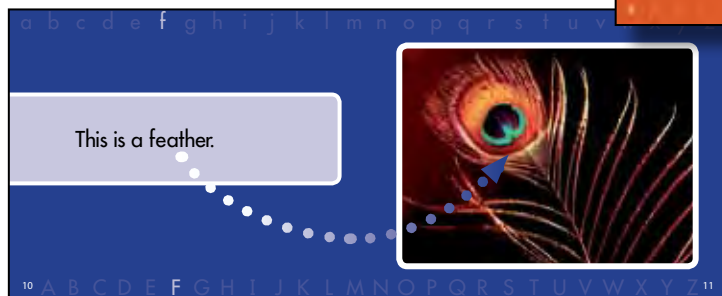 a b c d e f g h i j k l m n o p q r s t u v
This is a feather.
10 A B C D E F G H I J K L M N O P Q R S T U V W X Y Z 11